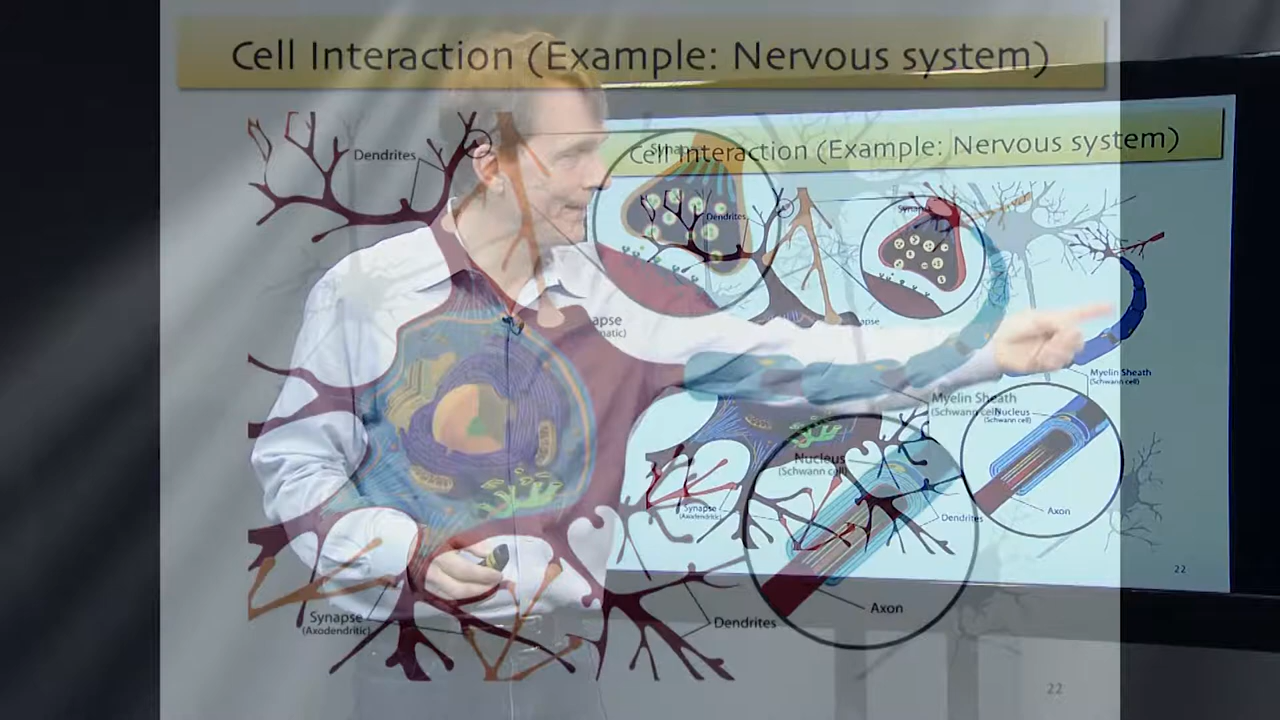 Cell Interaction (Example: Nervous system)
Dendrites
Synapse
(Axodendritic)
Dendrites
Myelin Sheath
(Schwann cell)
Nucleus
(Schwann cell)
Axon
22
Cell Interaction (Example: Nervous system)
Dendrites
Myelin Sheath
(Schwann cell)
Nucleus
(Schwann cell)
Axon
Synapse
(Axodendritic)
Dendrites
22